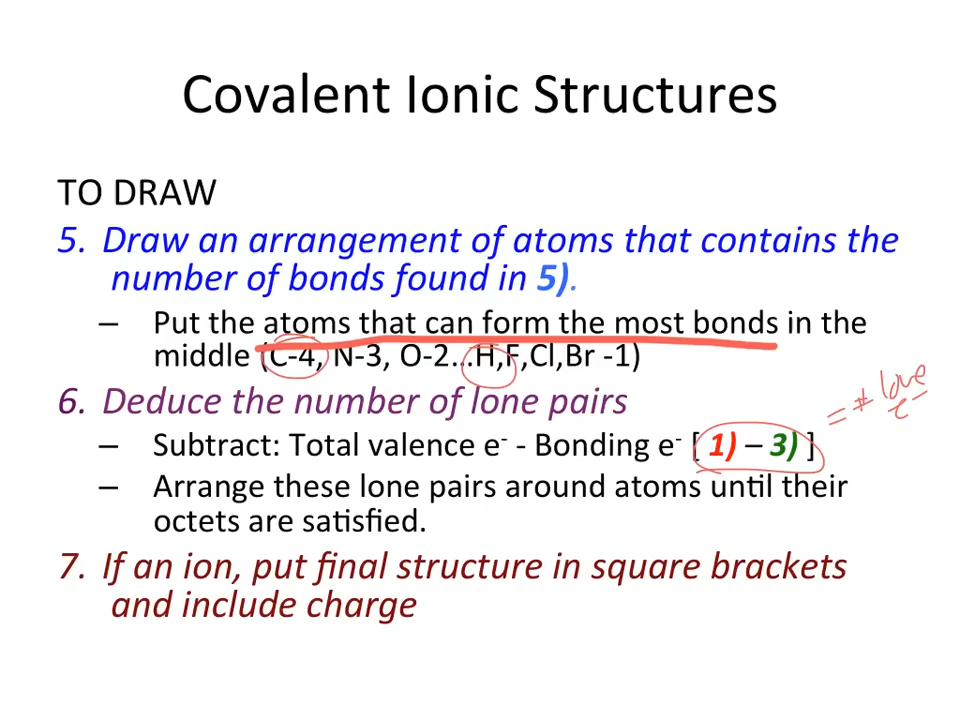 Covalent Ionic Structures
TO DRAW
5. Draw an arrangement of atoms that contains the
number of bonds found in 5).
– Put the atoms that can form the most bonds in the
middle (C-4, N-3, O-2...H,F,Cl,Br -1)
6. Deduce the number of lone pairs
– Subtract: Total valence e- - Bonding e- [ 1) – 3) ]
= # lone
e-
– Arrange these lone pairs around atoms until their
octets are satisfied.
7. If an ion, put final structure in square brackets
and include charge